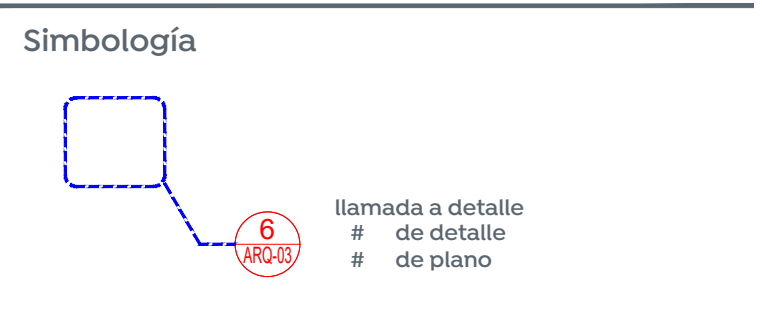 Simbología
llamada a detalle
6
# de detalle
ARQ-03
# de plano